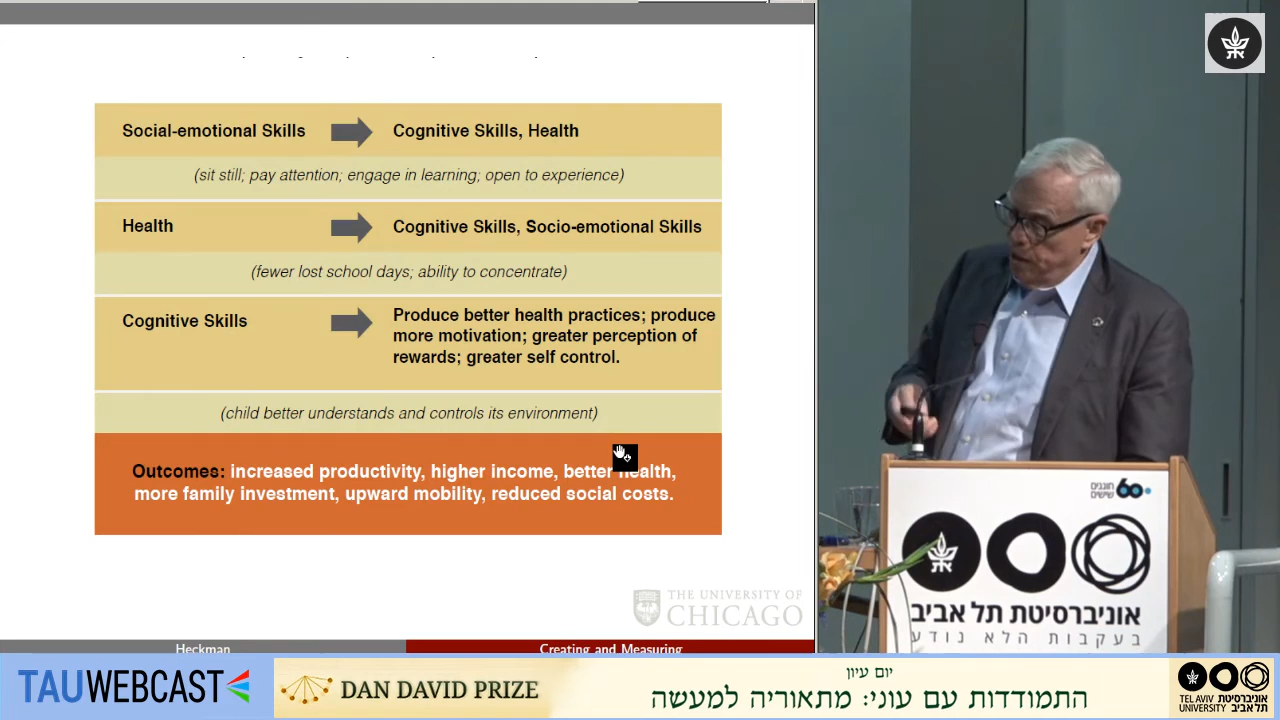 Social-emotional Skills
Cognitive Skills, Health
(sit still; pay attention; engage in learning; open to experience)
Health
Cognitive Skills, Socio-emotional Skills
(fewer lost school days; ability to concentrate)
Cognitive Skills
Produce better health practices; produce
more motivation; greater perception of
rewards; greater self control.
(child better understands and controls its environment)
Outcomes: increased productivity, higher income, better health,
more family investment, upward mobility, reduced social costs.
THE UNIVERSITY OF
CHICAGO
Heckman
Creating and Measuring
חוגגים
שישים
60
אוניברסיטת תל אביב
בעקבות הלא נודע
TAUWEBCAST
DAN DAVID PRIZE
יום עיון
התמודדות עם עוני: מתאוריה למעשה
TEL AVIV אוניברסיטת
UNIVERSITY תל אביב